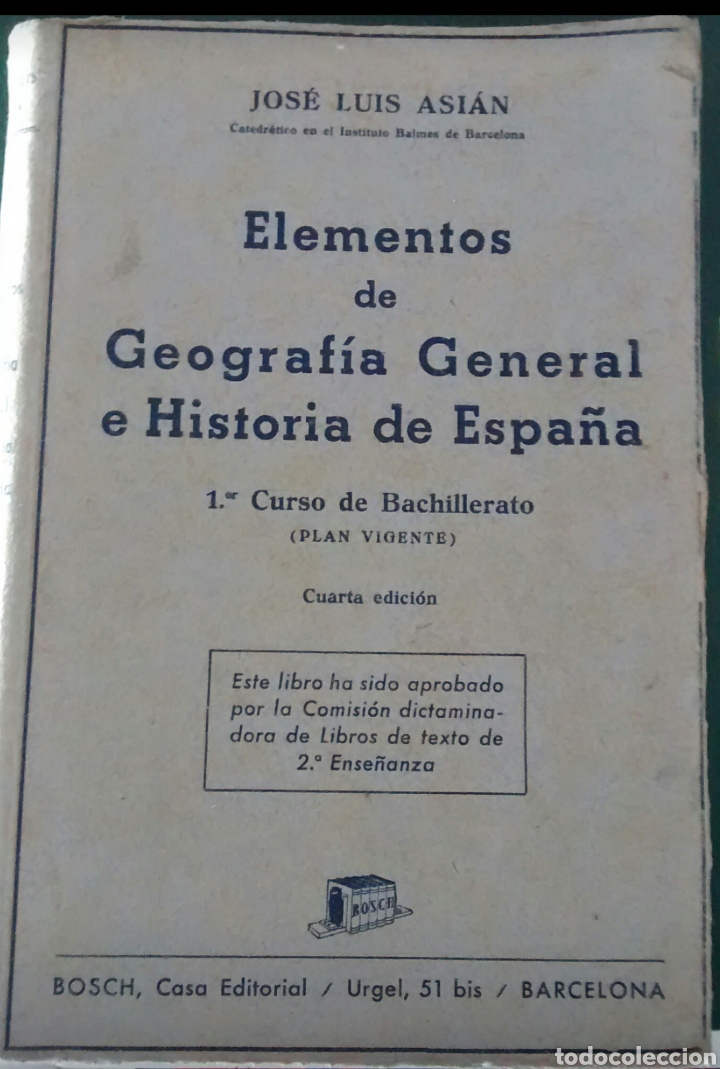 JOSÉ LUIS ASIÁN
Catedrático en el Instituto Balmes de Barcelona
Elementos
de
Geografía General
e Historia de España
1.er Curso de Bachillerato
(PLAN VIGENTE)
Cuarta edición
Este libro ha sido aprobado
por la Comisión dictamina-
dora de Libros de texto de
2.ª Enseñanza
BOSCH
BOSCH, Casa Editorial / Urgel, 51 bis / BARCELONA
todocoleccion